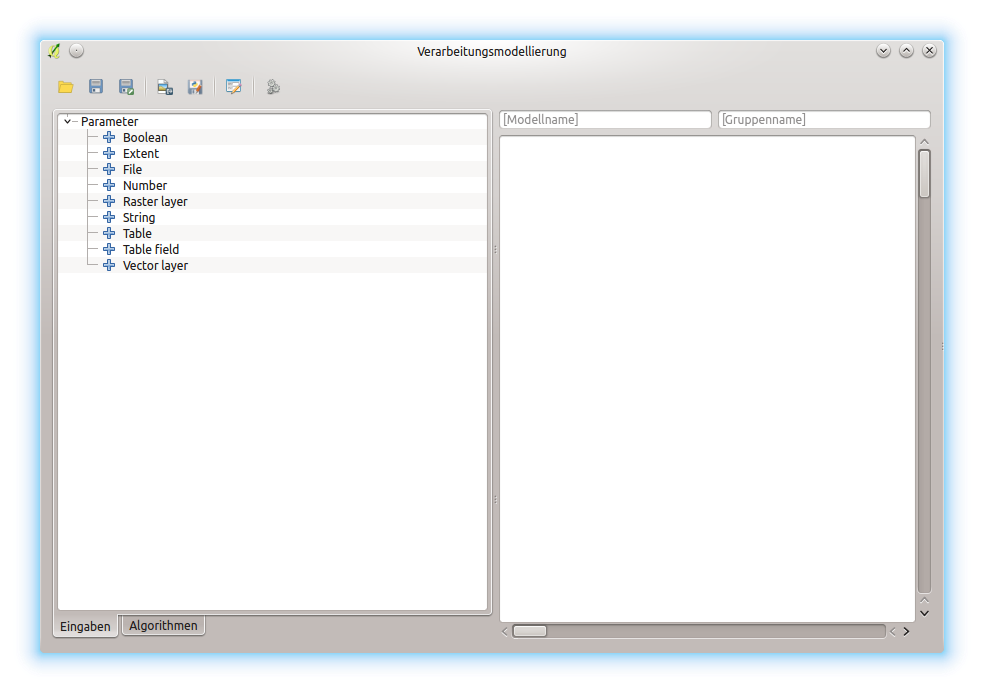 Verarbeitungsmodellierung
Parameter
Boolean
Extent
File
Number
Raster layer
String
Table
Table field
Vector layer
[Modellname]
[Gruppenname]
Eingaben
Algorithmen